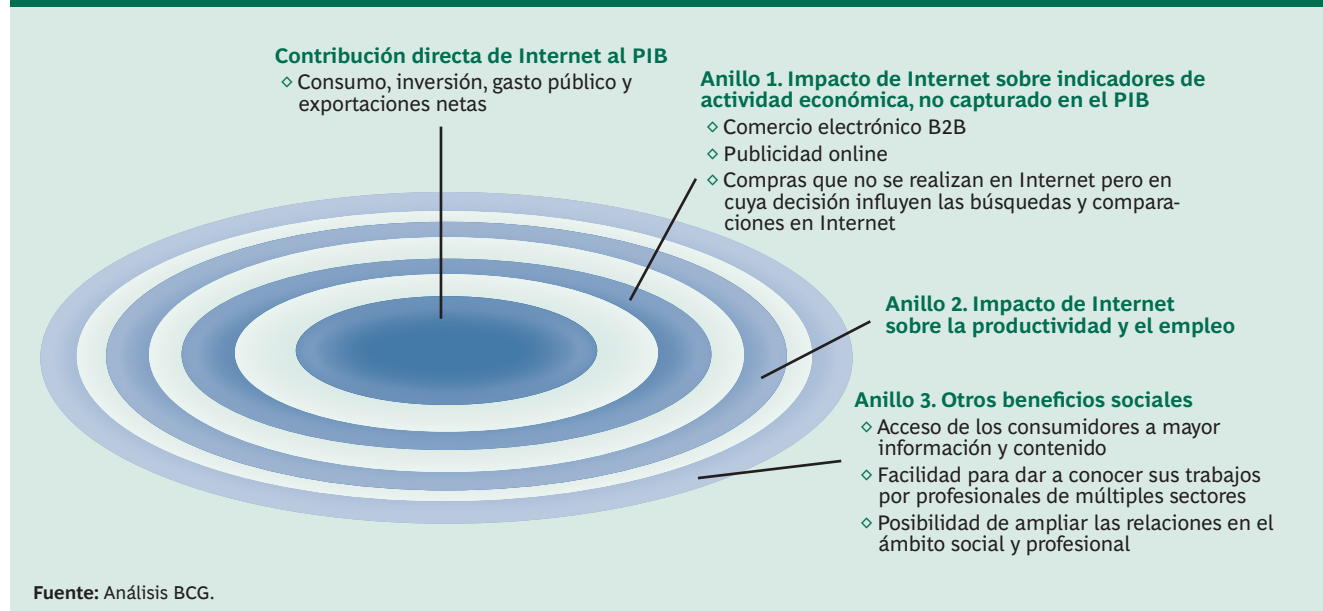 Contribución directa de Internet al PIB
◇ Consumo, inversión, gasto público y
exportaciones netas
Anillo 1. Impacto de Internet sobre indicadores de
actividad económica, no capturado en el PIB
◇ Comercio electrónico B2B
◇ Publicidad online
◇ Compras que no se realizan en Internet pero en
cuya decisión influyen las búsquedas y compara-
ciones en Internet
Anillo 2. Impacto de Internet
sobre la productividad y el empleo
Anillo 3. Otros beneficios sociales
◇ Acceso de los consumidores a mayor
información y contenido
◇ Facilidad para dar a conocer sus trabajos
por profesionales de múltiples sectores
◇ Posibilidad de ampliar las relaciones en el
ámbito social y profesional
Fuente: Análisis BCG.